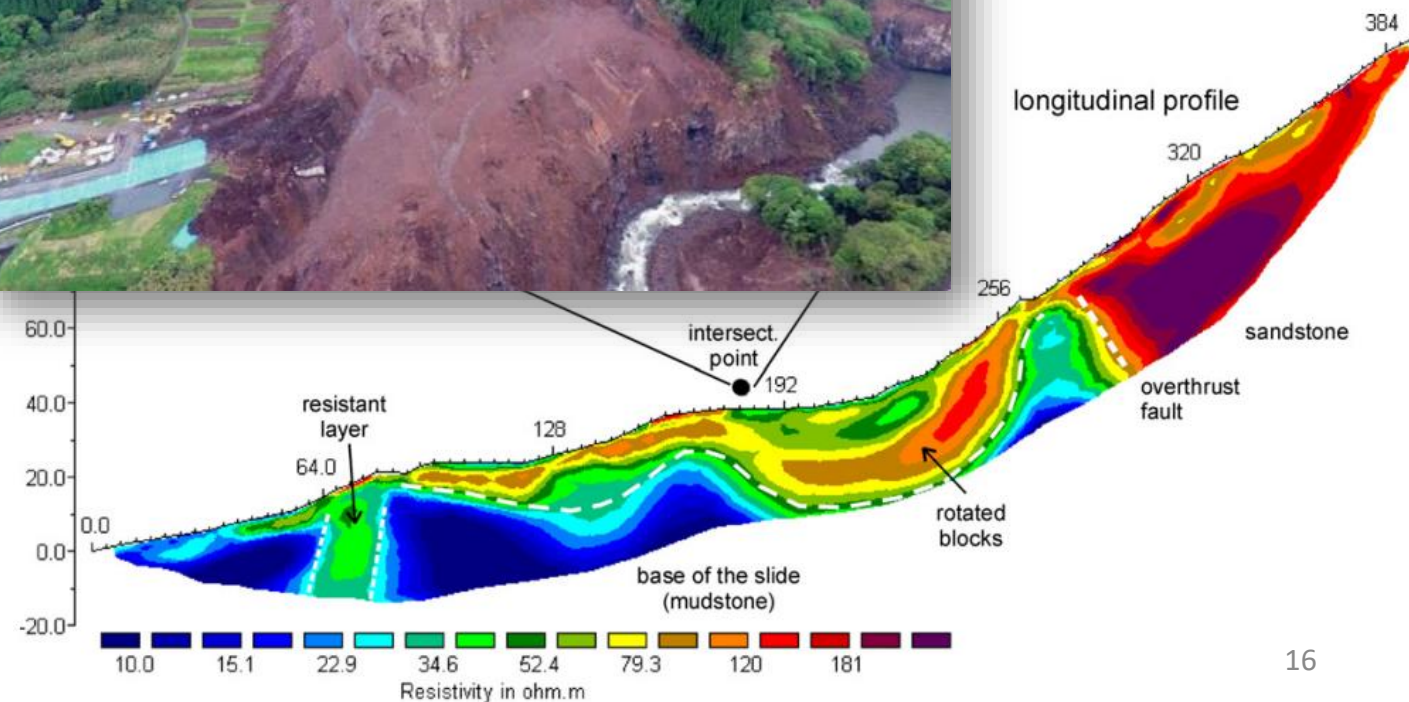 384
longitudinal profile
320
256
60.0
intersect.
point
192
sandstone
40.0
overthrust
fault
resistant
layer
128
64.0
20.0
rotated
blocks
0.0
0.0
base of the slide
(mudstone)
-20.0
10.0 15.1 22.9 34.6 52.4 79.3 120 181
Resistivity in ohm.m
16